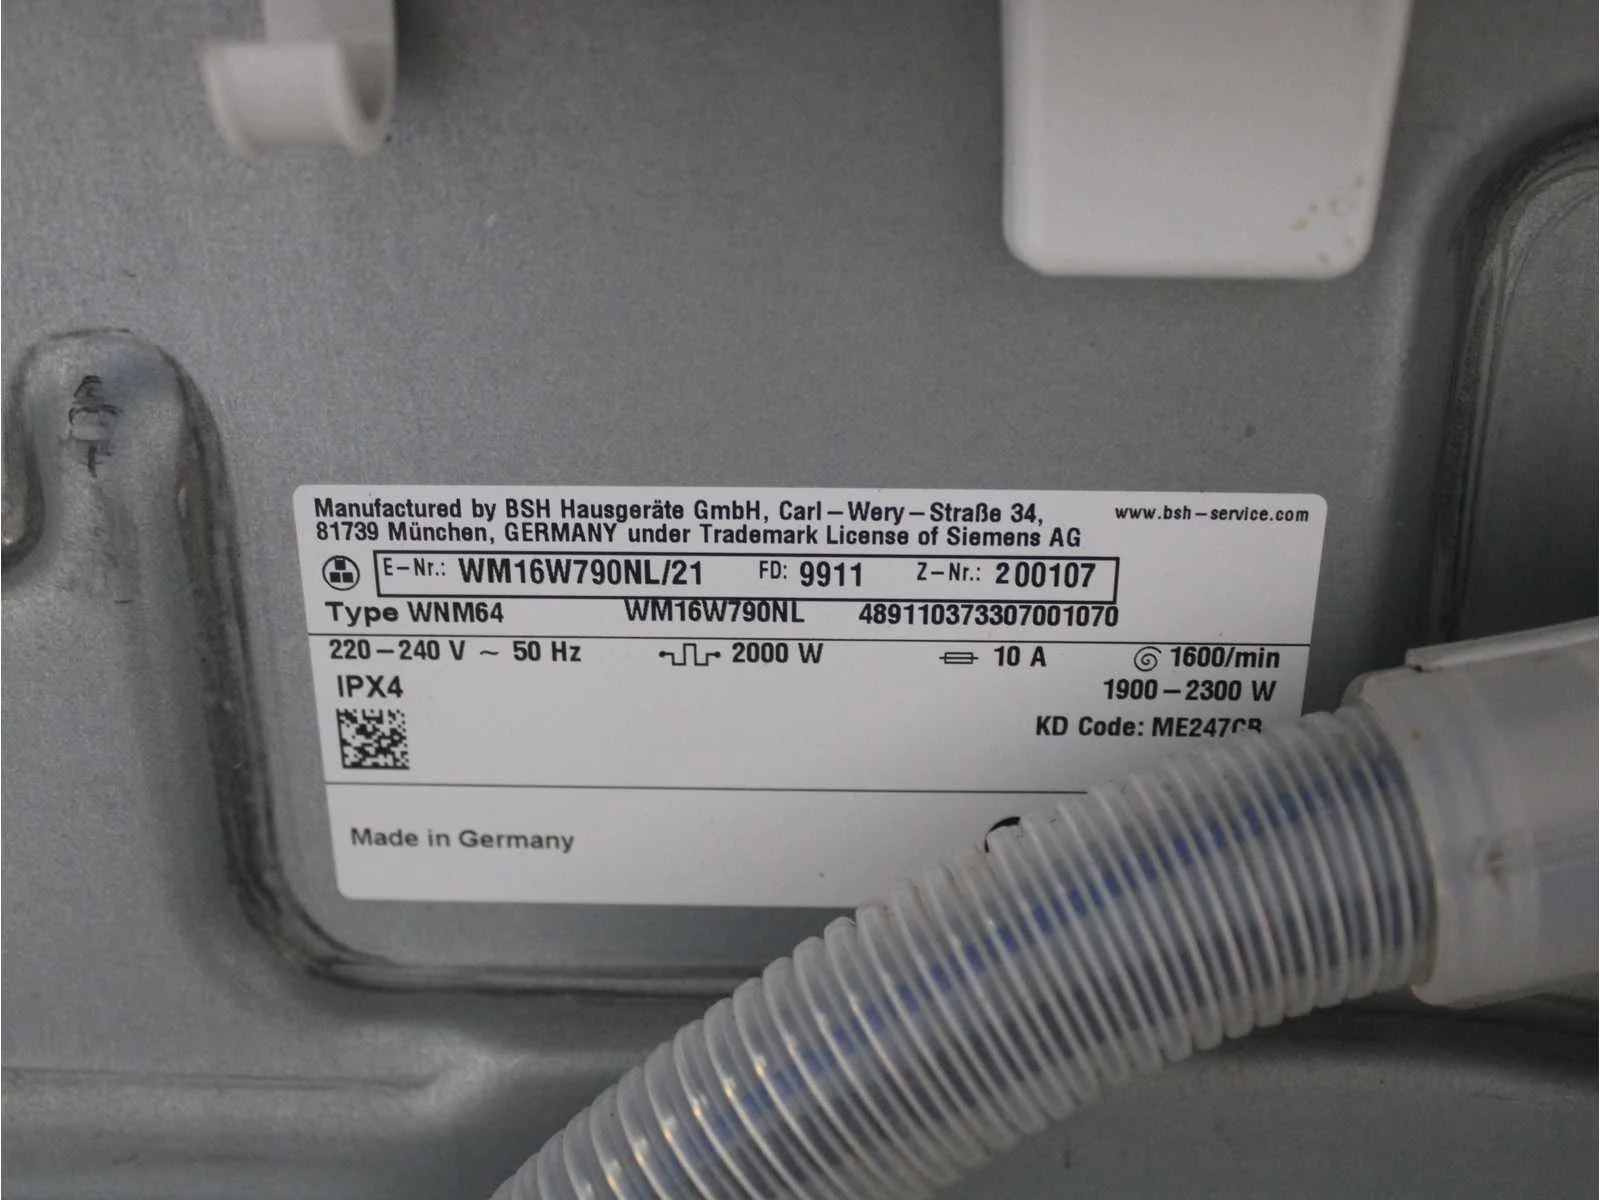 Manufactured by BSH Hausgeräte GmbH, Carl-Wery-Straße 34, www.bsh-service.com
81739 München, GERMANY under Trademark License of Siemens AG
E-Nr.: WM16W790NL/21 FD: 9911 Z-Nr.: 200107
Type WNM64 WM16W790NL 489110373307001070
220-240 V ~ 50 Hz 2000 W 10 A 1600/min
IPX4 1900-2300 W
KD Code:
Made in Germany